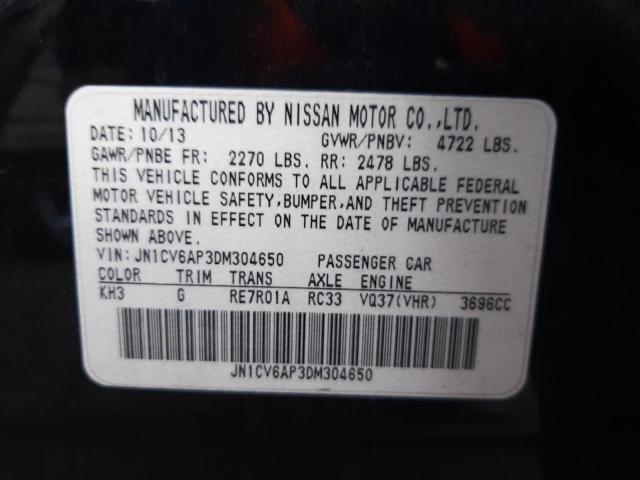 MANUFACTURED BY NISSAN MOTOR CO.,LTD.
DATE: 10/13 GVWR/PNBV: 4722 LBS.
GAWR/PNBE FR: 2270 LBS. RR: 2478 LBS.
THIS VEHICLE CONFORMS TO ALL APPLICABLE FEDERAL
MOTOR VEHICLE SAFETY,BUMPER,AND THEFT PREVENTION
STANDARDS IN EFFECT ON THE DATE OF MANUFACTURE
SHOWN ABOVE.
VIN: JN1CV6AP3DM304650 PASSENGER CAR
COLOR TRIM TRANS AXLE ENGINE
KH3 G RE7R01A RC33 VQ37(VHR) 3696CC
JN1CV6AP3DM304650